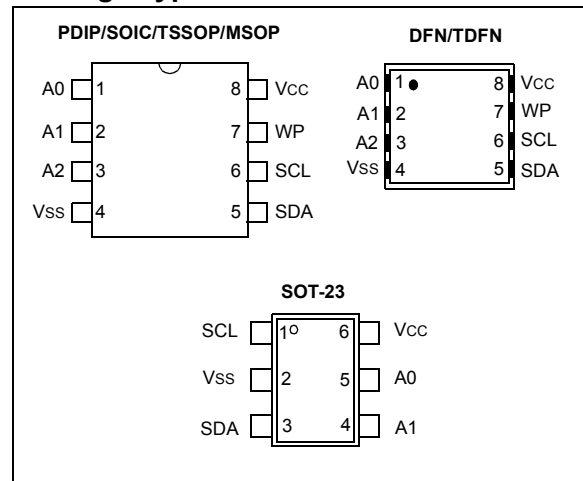 PDIP/SOIC/TSSOP/MSOP
A0 1 8 VCC
A1 2 7 WP
A2 3 6 SCL
VSS 4 5 SDA
DFN/TDFN
A0 1 8 VCC
A1 2 7 WP
A2 3 6 SCL
VSS 4 5 SDA
SOT-23
SCL 1 6 VCC
VSS 2 5 A0
SDA 3 4 A1